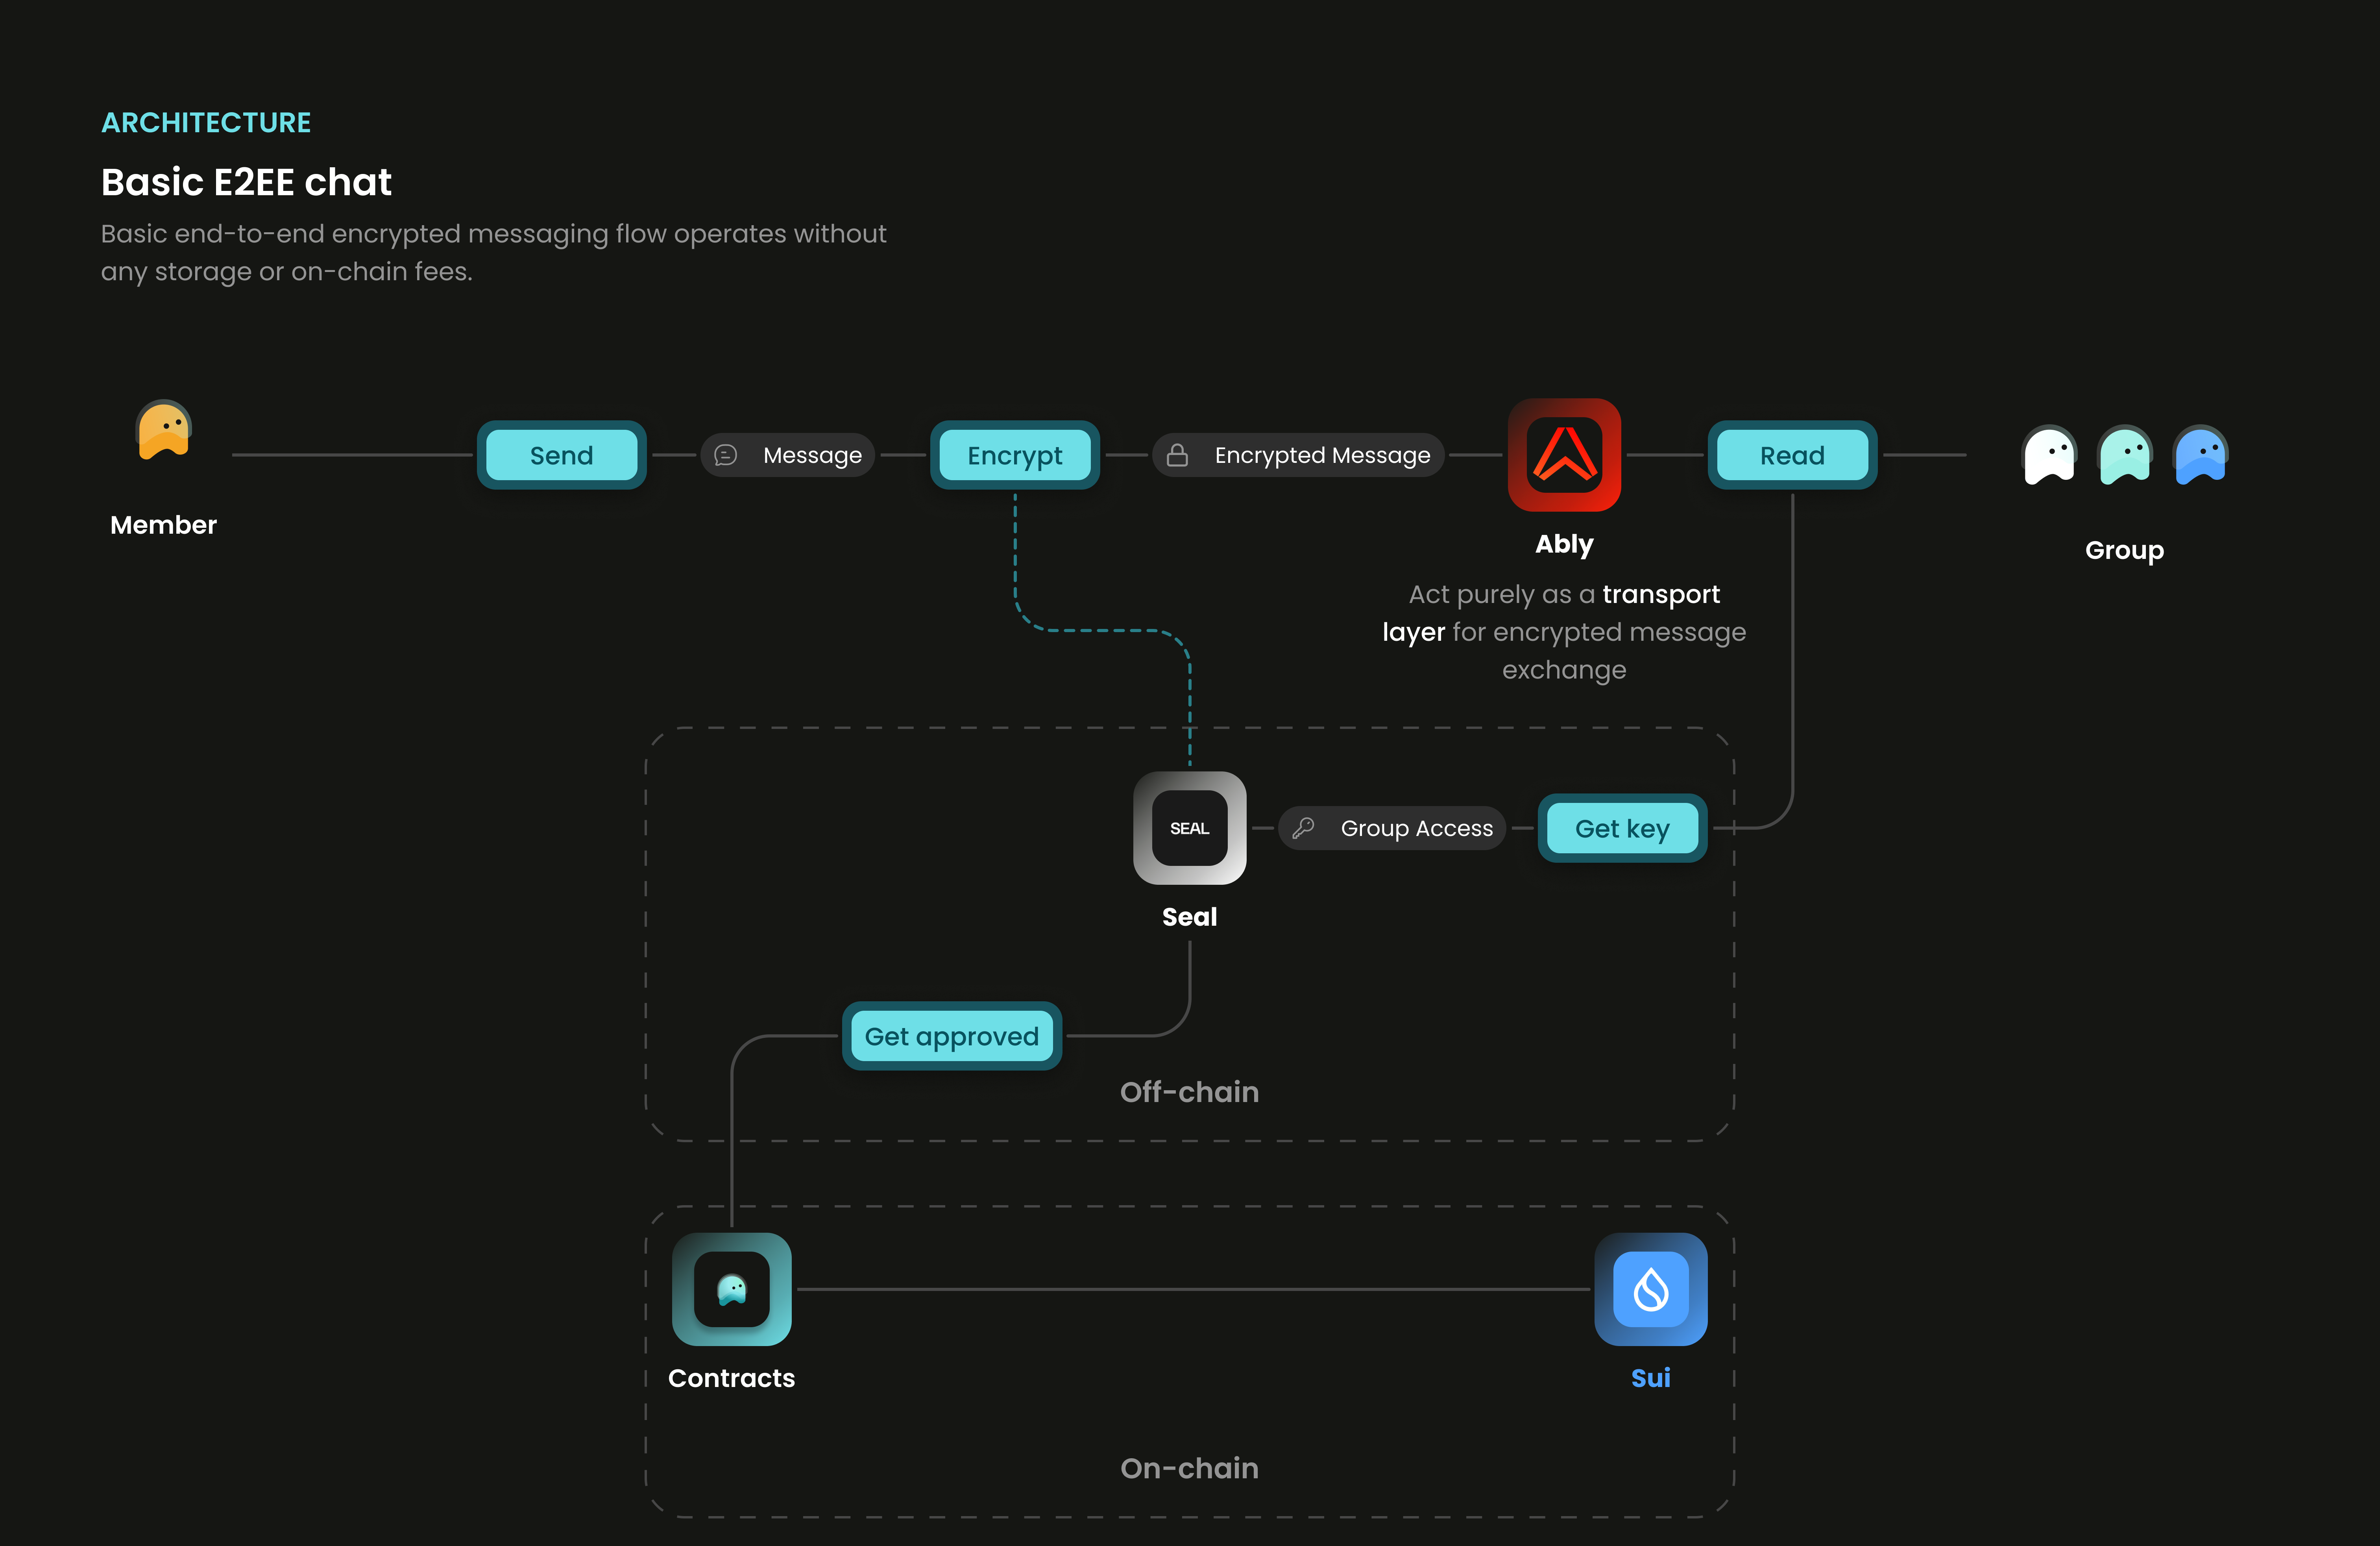 ARCHITECTURE
Basic E2EE chat
Basic end-to-end encrypted messaging flow operates without
any storage or on-chain fees.
Member
Send
Message
Encrypt
Encrypted Message
Ably
Act purely as a transport
layer for encrypted message
exchange
Read
Group
SEAL
Seal
Group Access
Get key
Get approved
Off-chain
Contracts
Sui
On-chain